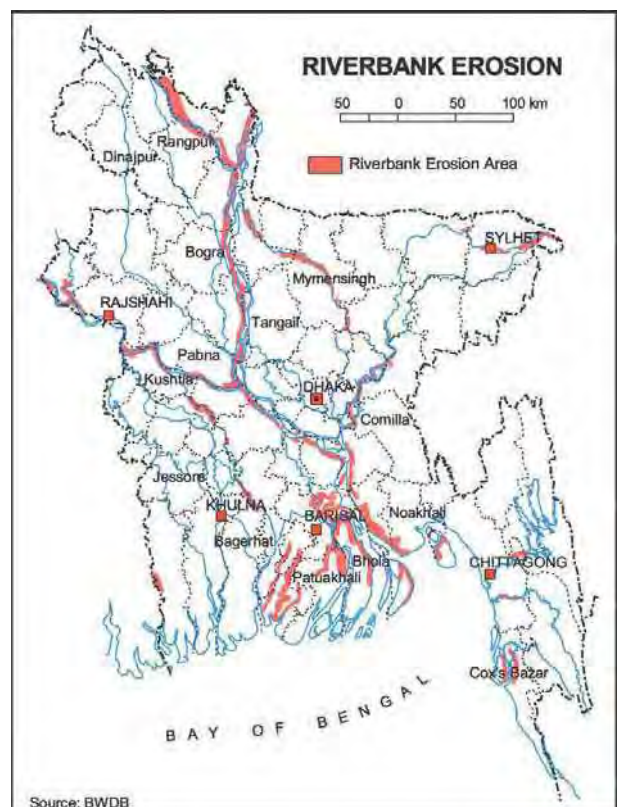 RIVERBANK EROSION
50 0 50 100 km
Riverbank Erosion Area
Rangpur
Dinajpur
SYLHET
Bogra
Mymensingh
RAJSHAHI
Tangail
Pabna
Kushtia
DHAKA
Comilla
Jessore
KHULNA
BARISAL
Noakhali
Bagerhat
Bhola
CHITTAGONG
Patuakhali
Cox's Bazar
BAY OF BENGAL
Source: BWDB